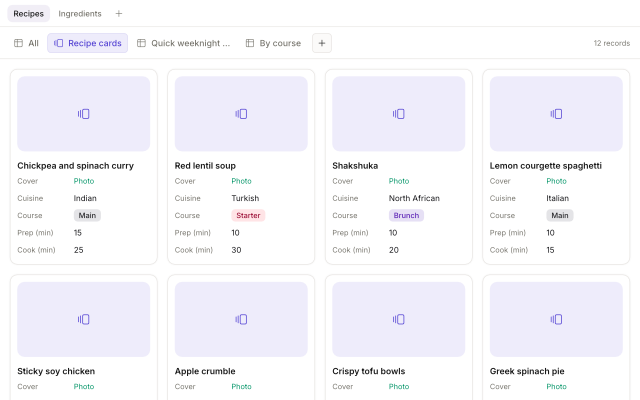 Recipes Ingredients +
All Recipe cards Quick weeknight ... By course + 12 records
Chickpea and spinach curry Red lentil soup Shakshuka Lemon courgette spaghetti
Cover Photo Cover Photo Cover Photo Cover Photo
Cuisine Indian Cuisine Turkish Cuisine North African Cuisine Italian
Course Main Course Starter Course Brunch Course Main
Prep (min) 15 Prep (min) 10 Prep (min) 10 Prep (min) 10
Cook (min) 25 Cook (min) 30 Cook (min) 20 Cook (min) 15
Sticky soy chicken Apple crumble Crispy tofu bowls Greek spinach pie
Cover Photo Cover Photo Cover Photo Cover Photo